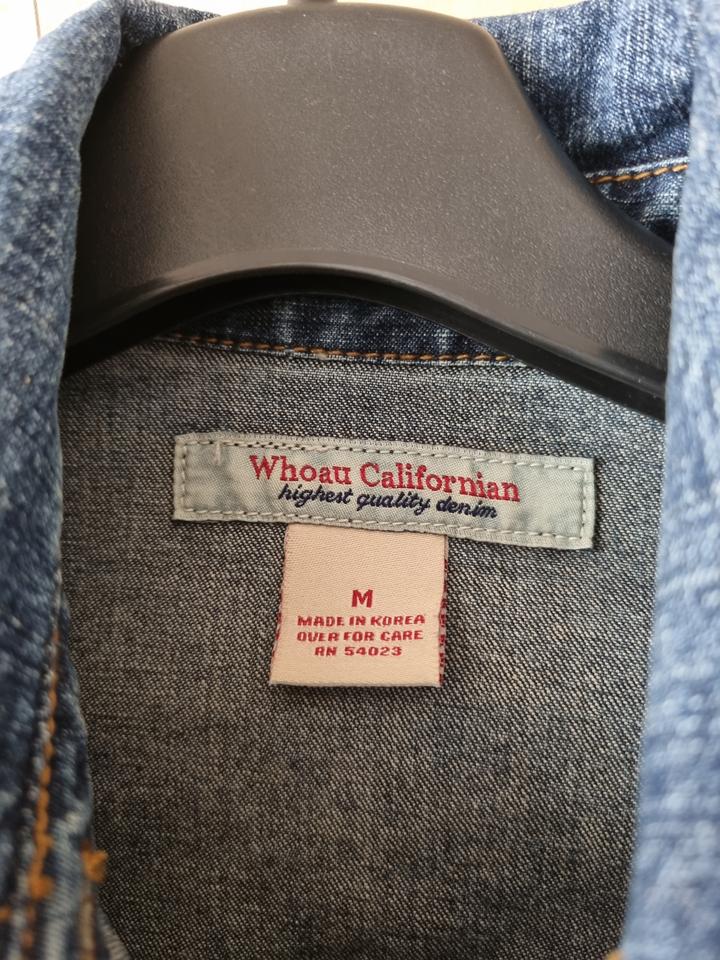 Whoau Californian
highest quality denim
M
MADE IN KOREA
OVER FOR CARE
RN 54023